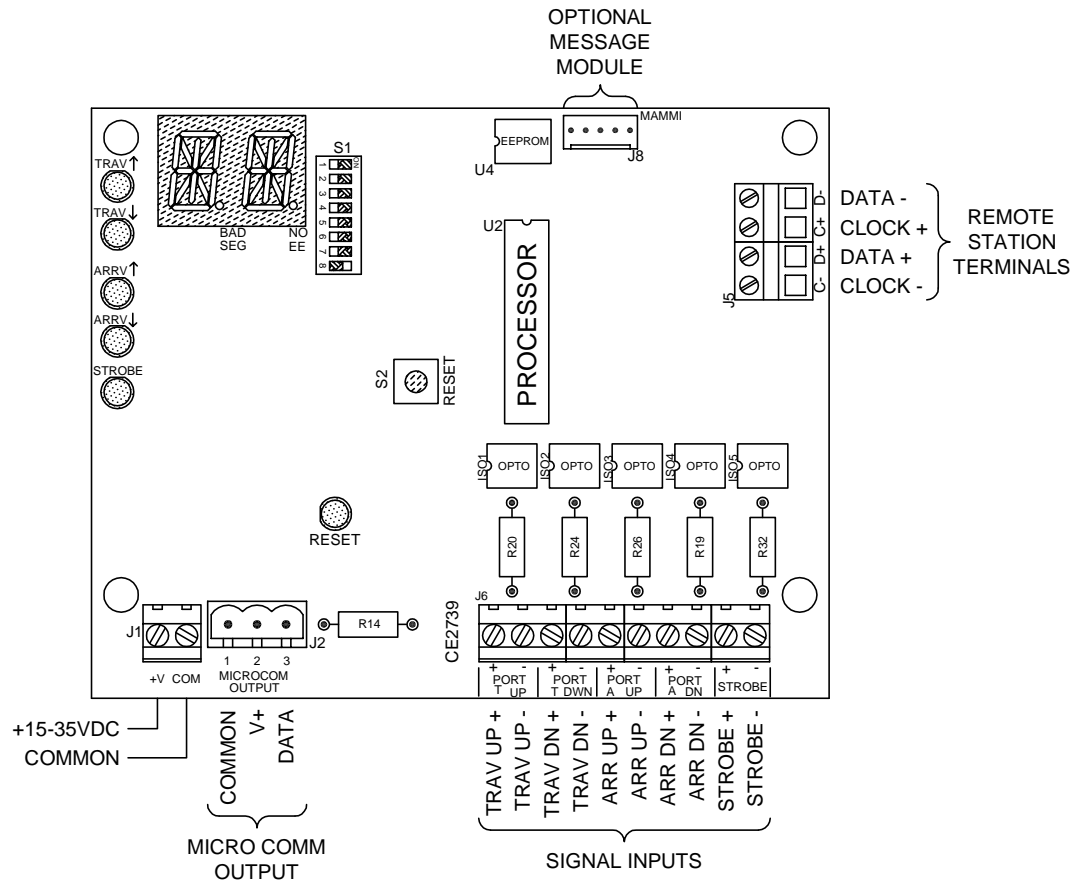 OPTIONAL
MESSAGE
MODULE
MAMMI
J8
EEPROM
U4
S1
ON
1
2
3
4
5
6
7
8
BAD
SEG
NO
EE
TRAV↑
TRAV↓
ARRV↑
ARRV↓
STROBE
U2
PROCESSOR
S2
RESET
RESET
D-
C+
D+
C-
J5
DATA -
CLOCK +
DATA +
CLOCK -
REMOTE
STATION
TERMINALS
ISO1
OPTO
ISO2
OPTO
ISO3
OPTO
ISO4
OPTO
ISO5
OPTO
R20
R24
R26
R19
R32
J6
CE2739
J1
J2
R14
1 2 3
MICROCOM
OUTPUT
+V COM
+ - + - + - + - + -
PORT
T UP
PORT
T DWN
PORT
A UP
PORT
A DN
STROBE
+15-35VDC
COMMON
COMMON
V+
DATA
MICRO COMM
OUTPUT
TRAV UP +
TRAV UP -
TRAV DN +
TRAV DN -
ARR UP +
ARR UP -
ARR DN +
ARR DN -
STROBE +
STROBE -
SIGNAL INPUTS